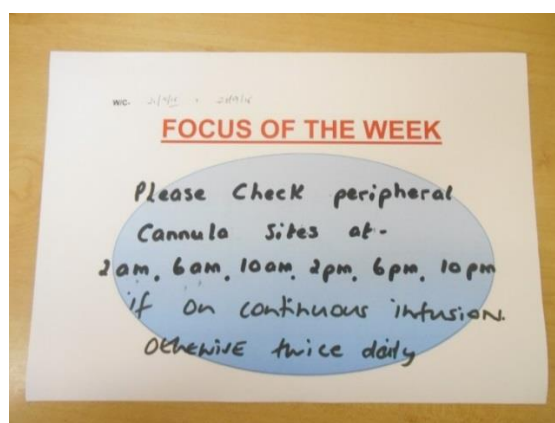 W/C-
FOCUS OF THE WEEK
Please Check peripheral
Cannula Sites at-
2am. 6am. 10am. 2pm. 6pm. 10pm
if on continuous infusion.
otherwise twice daily